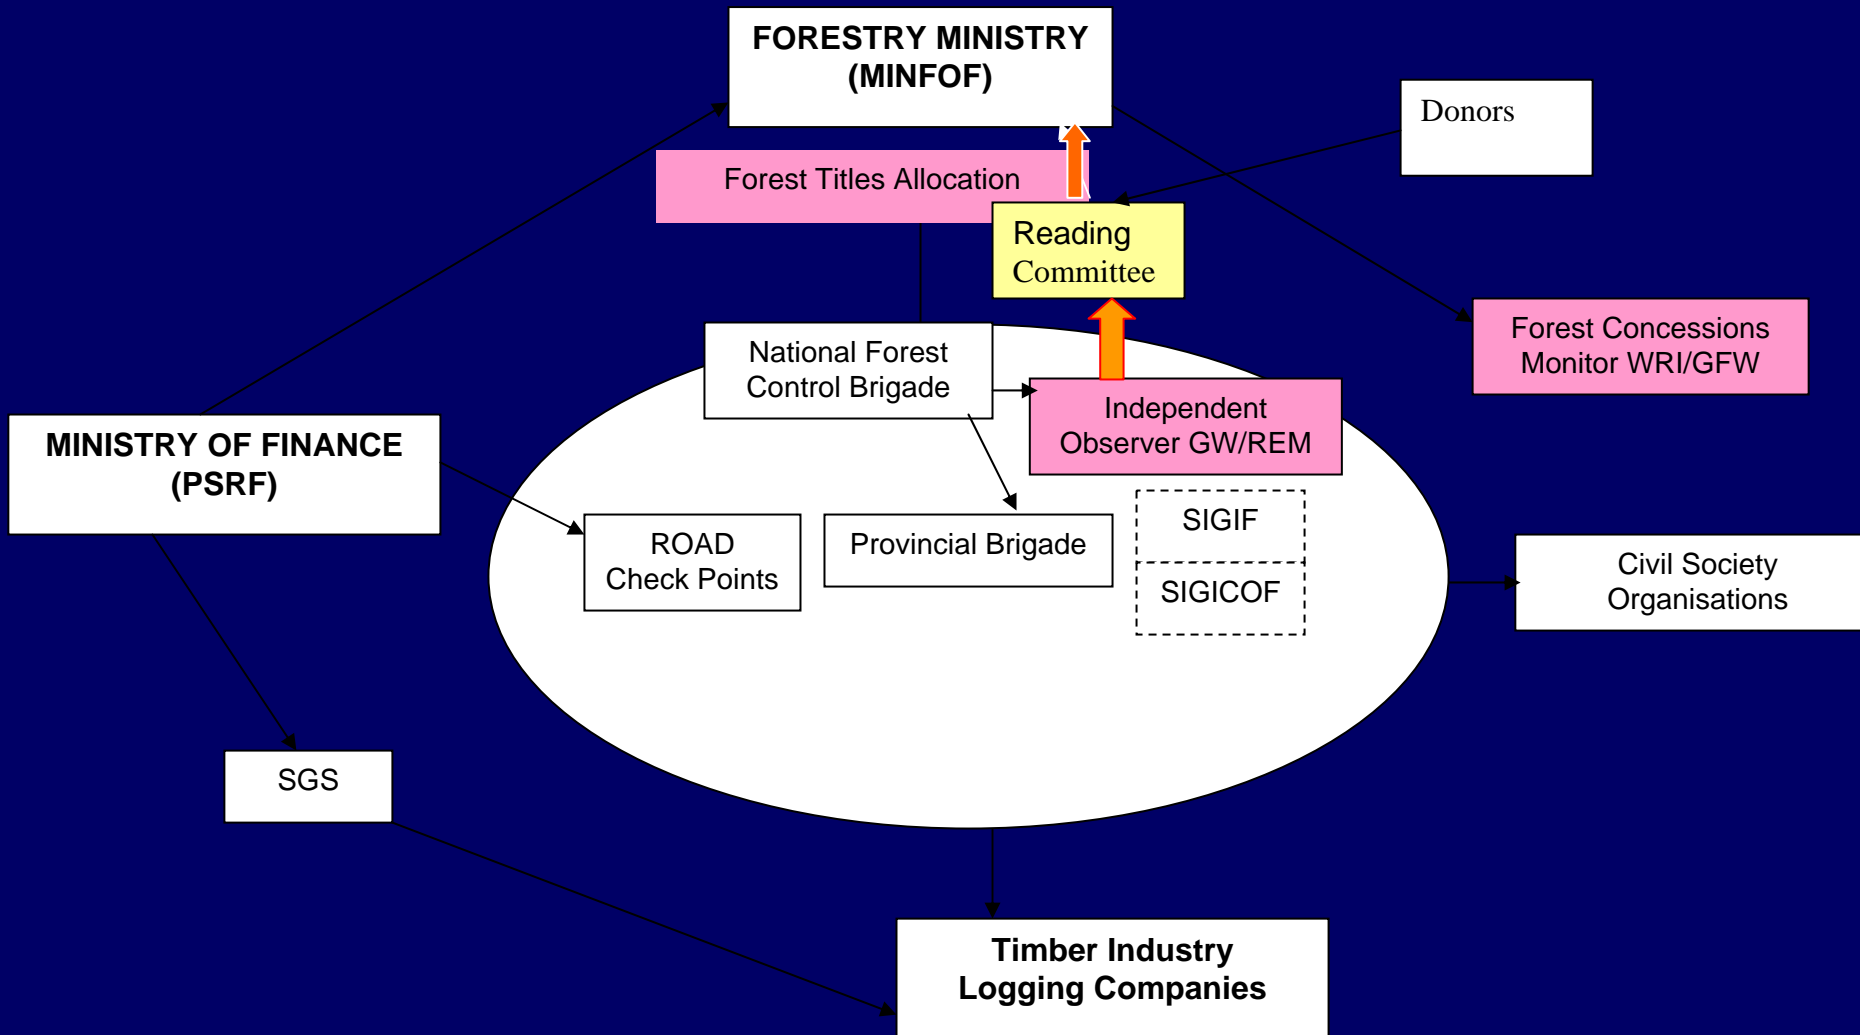 FORESTRY MINISTRY
(MINFOF)
Donors
Forest Titles Allocation
Reading
Committee
Forest Concessions
Monitor WRI/GFW
National Forest
Control Brigade
Independent
Observer GW/REM
MINISTRY OF FINANCE
(PSRF)
ROAD
Check Points
Provincial Brigade
SIGIF
SIGICOF
Civil Society
Organisations
SGS
Timber Industry
Logging Companies